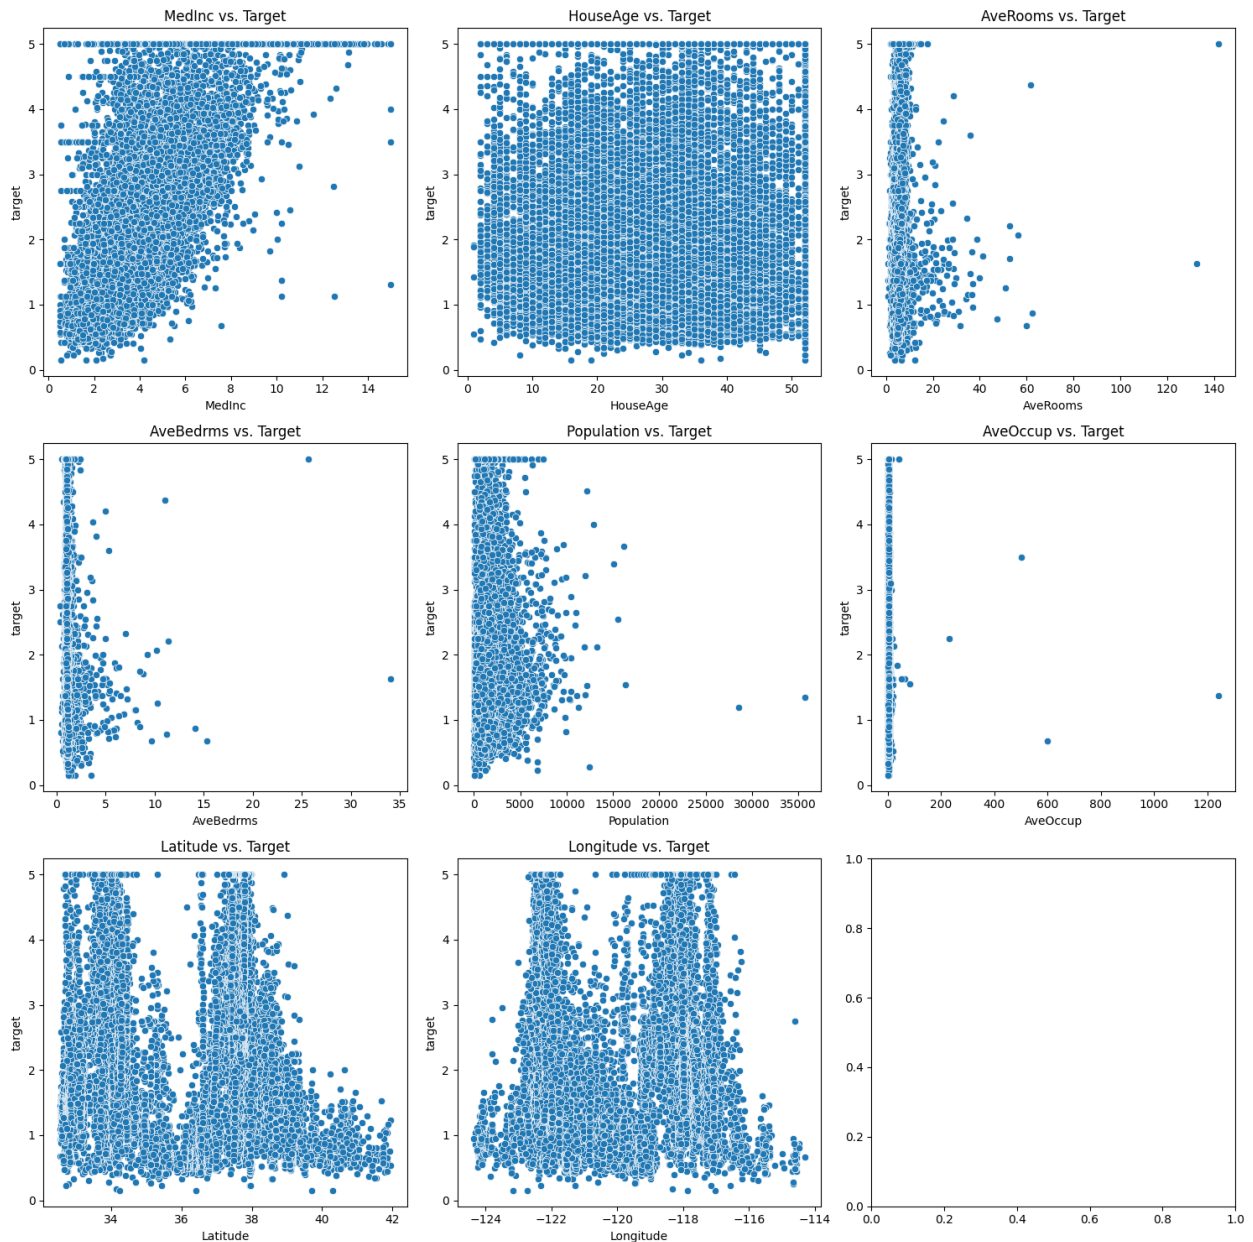 MedInc vs. Target
HouseAge vs. Target
AveRooms vs. Target
target
5
4
3
2
1
0
0 2 4 6 8 10 12 14
MedInc
target
5
4
3
2
1
0
0 10 20 30 40 50
HouseAge
target
5
4
3
2
1
0
0 20 40 60 80 100 120 140
AveRooms
AveBedrms vs. Target
Population vs. Target
AveOccup vs. Target
target
5
4
3
2
1
0
0 5 10 15 20 25 30 35
AveBedrms
target
5
4
3
2
1
0
0 5000 10000 15000 20000 25000 30000 35000
Population
target
5
4
3
2
1
0
0 200 400 600 800 1000 1200
AveOccup
Latitude vs. Target
Longitude vs. Target
target
5
4
3
2
1
0
34 36 38 40 42
Latitude
target
5
4
3
2
1
0
−124 −122 −120 −118 −116 −114
Longitude
1.0
0.8
0.6
0.4
0.2
0.0
0.0 0.2 0.4 0.6 0.8 1.0